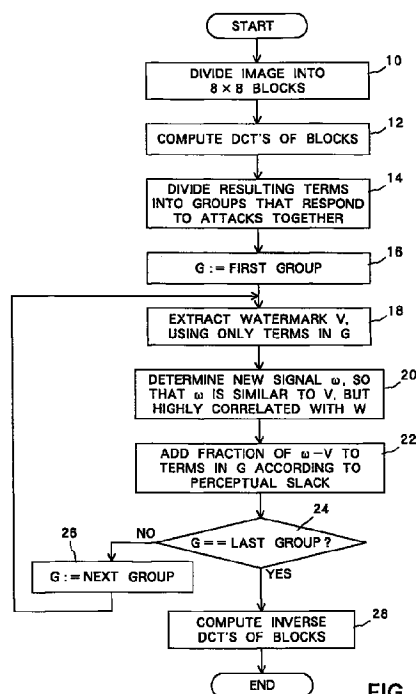 START
10
DIVIDE IMAGE INTO
8 × 8 BLOCKS
12
COMPUTE DCT'S OF BLOCKS
14
DIVIDE RESULTING TERMS
INTO GROUPS THAT RESPOND
TO ATTACKS TOGETHER
16
G := FIRST GROUP
18
EXTRACT WATERMARK V,
USING ONLY TERMS IN G
20
DETERMINE NEW SIGNAL ω, SO
THAT ω IS SIMILAR TO V, BUT
HIGHLY CORRELATED WITH W
22
ADD FRACTION OF ω-V TO
TERMS IN G ACCORDING TO
PERCEPTUAL SLACK
24
G == LAST GROUP?
NO
YES
26
G := NEXT GROUP
28
COMPUTE INVERSE
DCT'S OF BLOCKS
END
FIG